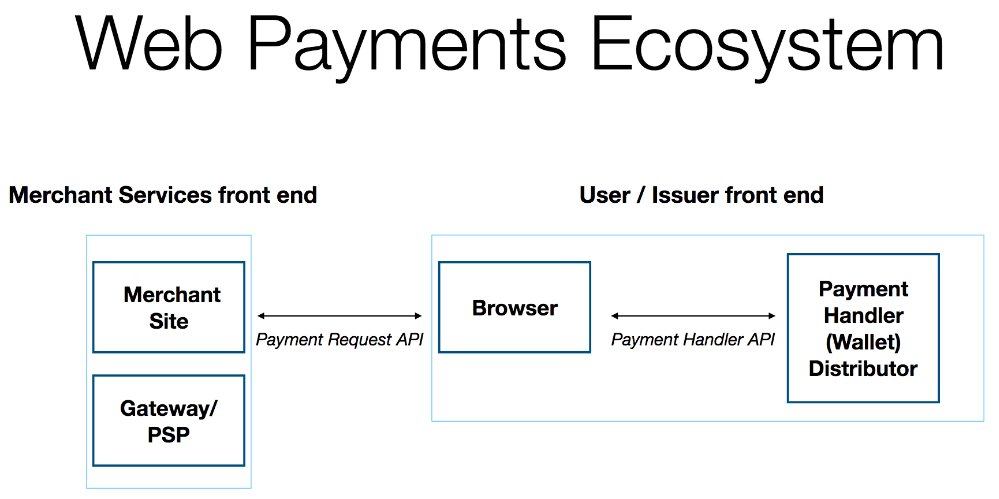 Web Payments Ecosystem
Merchant Services front end
User / Issuer front end
Merchant
Site
Payment Request API
Browser
Payment Handler API
Payment
Handler
(Wallet)
Distributor
Gateway/
PSP